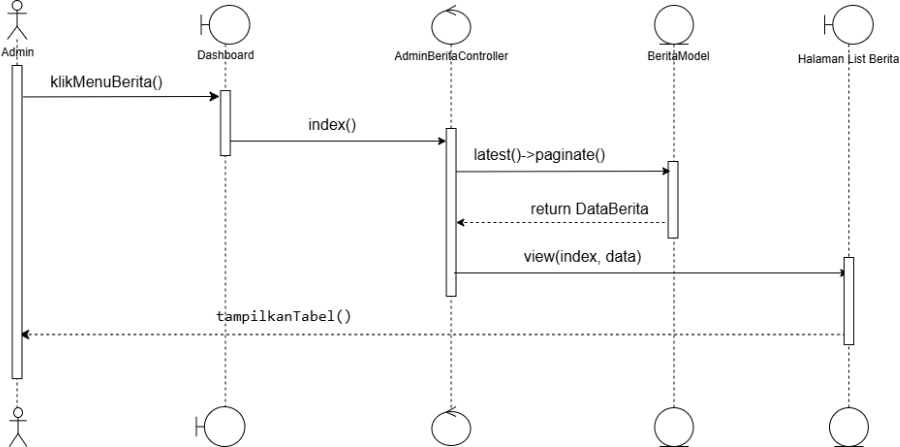 Admin
Dashboard
AdminBeritaController
BeritaModel
Halaman List Berita
klikMenuBerita()
index()
latest()->paginate()
return DataBerita
view(index, data)
tampilkanTabel()